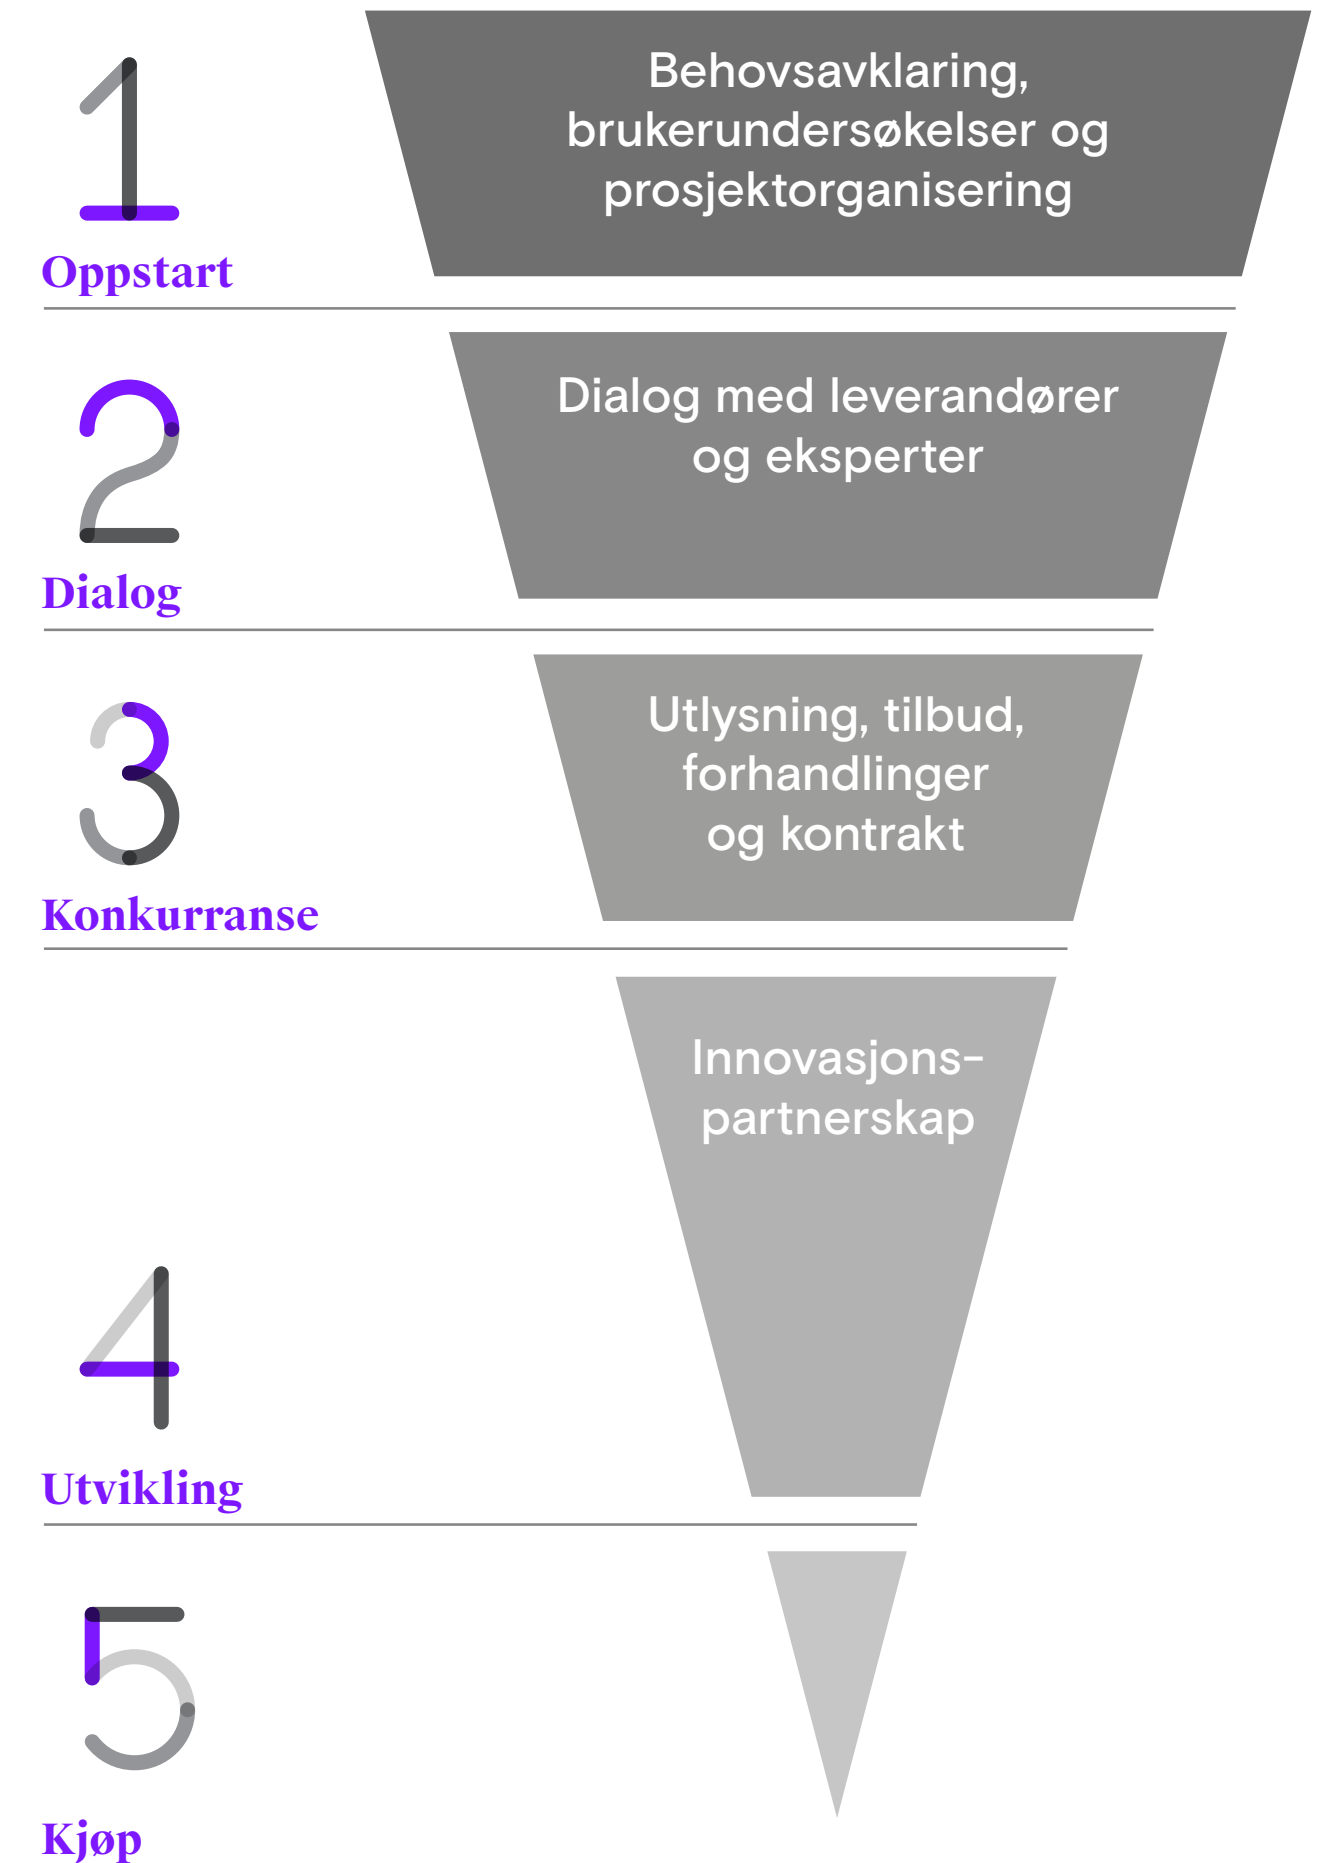 1
Behovsavklaring,
brukerundersøkelser og
prosjektorganisering
Oppstart
2
Dialog med leverandører
og eksperter
Dialog
3
Utlysning, tilbud,
forhandlinger
og kontrakt
Konkurranse
Innovasjons-
partnerskap
4
Utvikling
5
Kjøp